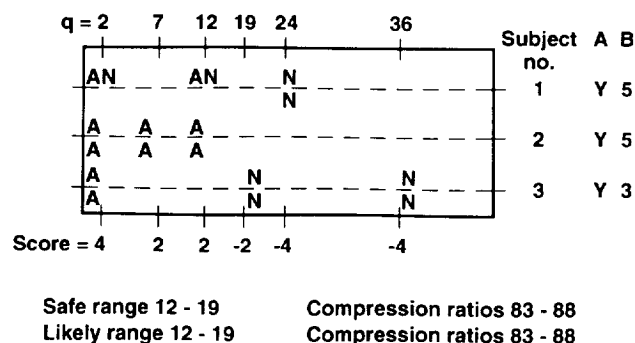 q = 2 7 12 19 24 36
Subject no. A B
AN AN N
N 1 Y 5
A A A 2 Y 5
A A A
A N N 3 Y 3
A N N
Score = 4 2 2 -2 -4 -4
Safe range 12 - 19 Compression ratios 83 - 88
Likely range 12 - 19 Compression ratios 83 - 88